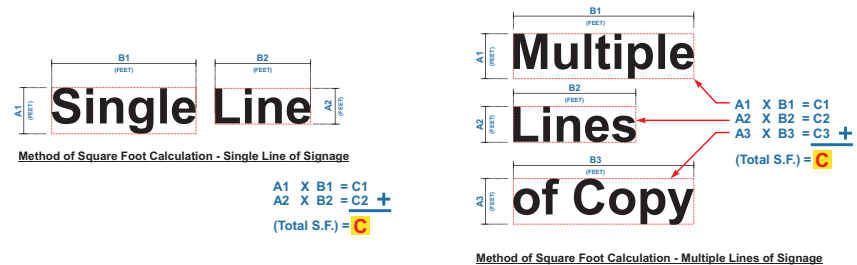 B1
(FEET)
B2
(FEET)
A1
(FEET)
Single Line
A2
(FEET)
Method of Square Foot Calculation - Single Line of Signage
A1 X B1 = C1
A2 X B2 = C2 +
(Total S.F.) = C
B1
(FEET)
A1
(FEET)
Multiple
B2
(FEET)
A2
(FEET)
Lines
B3
(FEET)
A3
(FEET)
of Copy
A1 X B1 = C1
A2 X B2 = C2
A3 X B3 = C3 +
(Total S.F.) = C
Method of Square Foot Calculation - Multiple Lines of Signage